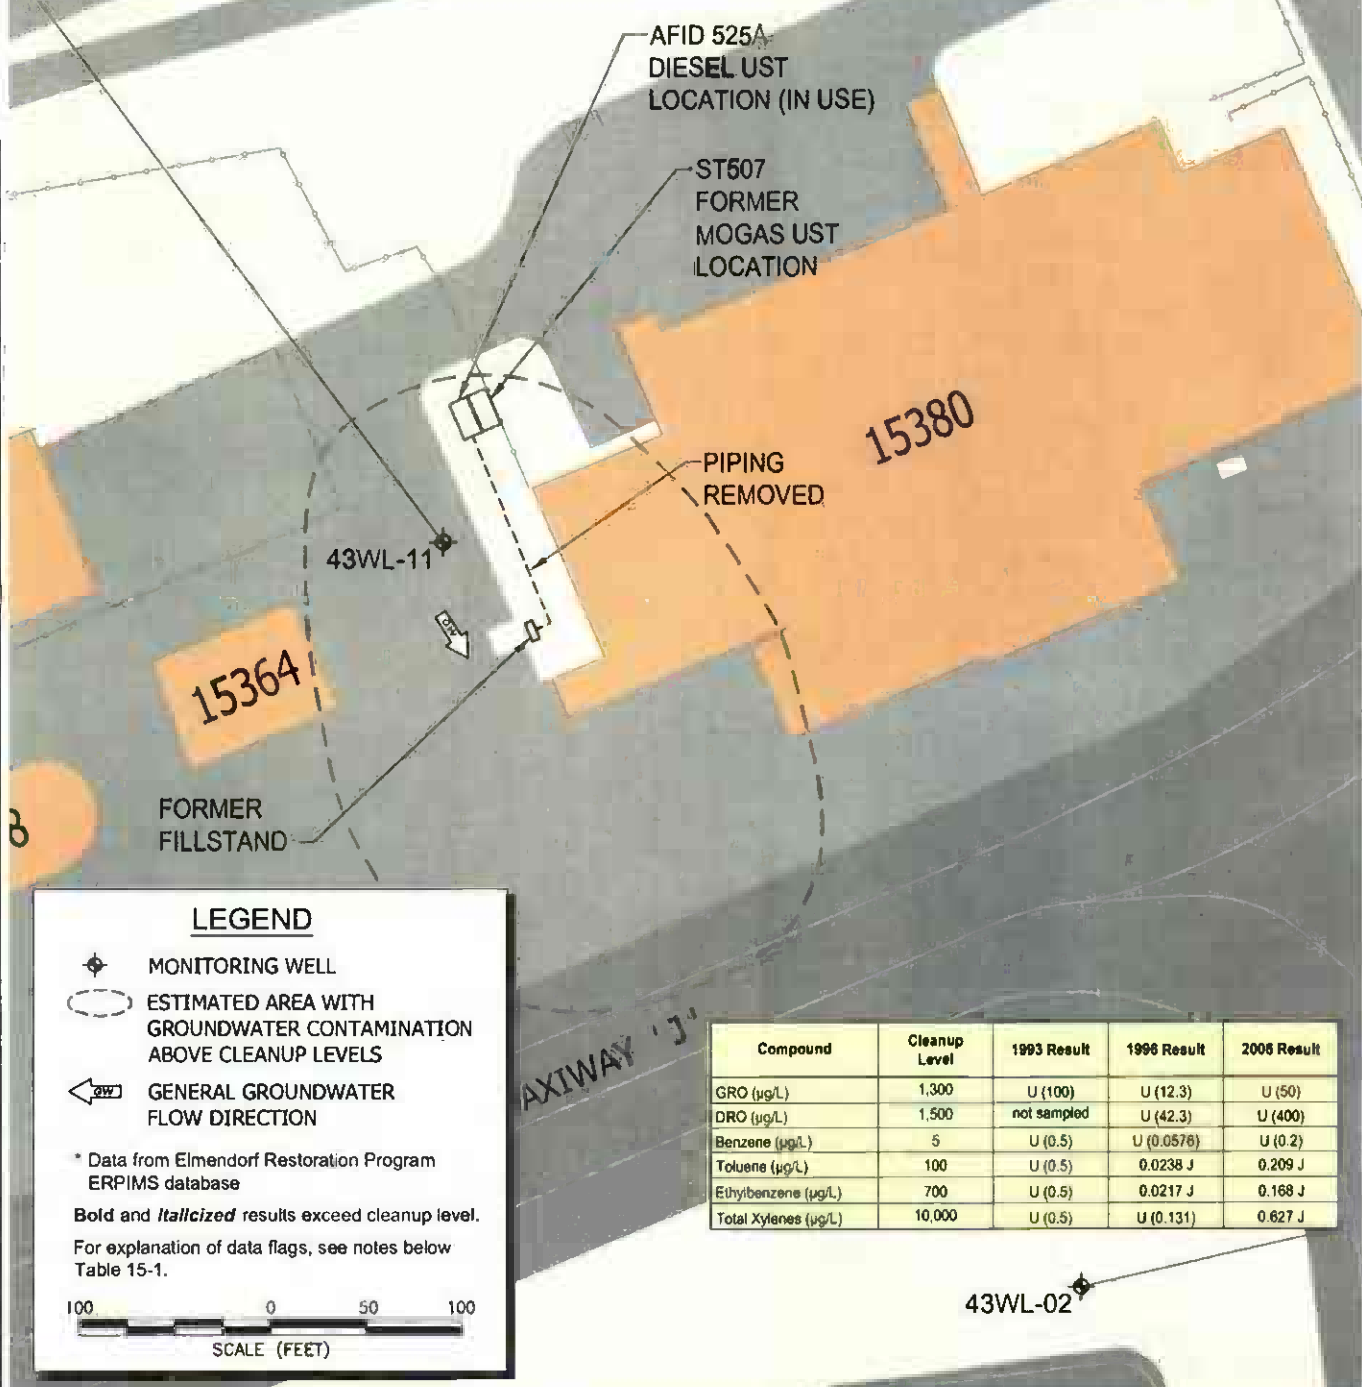 AFID 525A
DIESEL UST
LOCATION (IN USE)
ST507
FORMER
MOGAS UST
LOCATION
15380
PIPING
REMOVED
43WL-11
GW
15364
FORMER
FILLSTAND
8
LEGEND
MONITORING WELL
ESTIMATED AREA WITH
GROUNDWATER CONTAMINATION
ABOVE CLEANUP LEVELS
GW GENERAL GROUNDWATER
FLOW DIRECTION
* Data from Elmendorf Restoration Program
ERPIMS database
Bold and Italicized results exceed cleanup level.
For explanation of data flags, see notes below
Table 15-1.
100 0 50 100
SCALE (FEET)
AXIWAY 'J'
Compound Cleanup Level 1993 Result 1996 Result 2006 Result
GRO (µg/L) 1,300 U (100) U (12.3) U (50)
DRO (µg/L) 1,500 not sampled U (42.3) U (400)
Benzene (µg/L) 5 U (0.5) U (0.0576) U (0.2)
Toluene (µg/L) 100 U (0.5) 0.0238 J 0.209 J
Ethylbenzene (µg/L) 700 U (0.5) 0.0217 J 0.168 J
Total Xylenes (µg/L) 10,000 U (0.5) U (0.131) 0.627 J
43WL-02